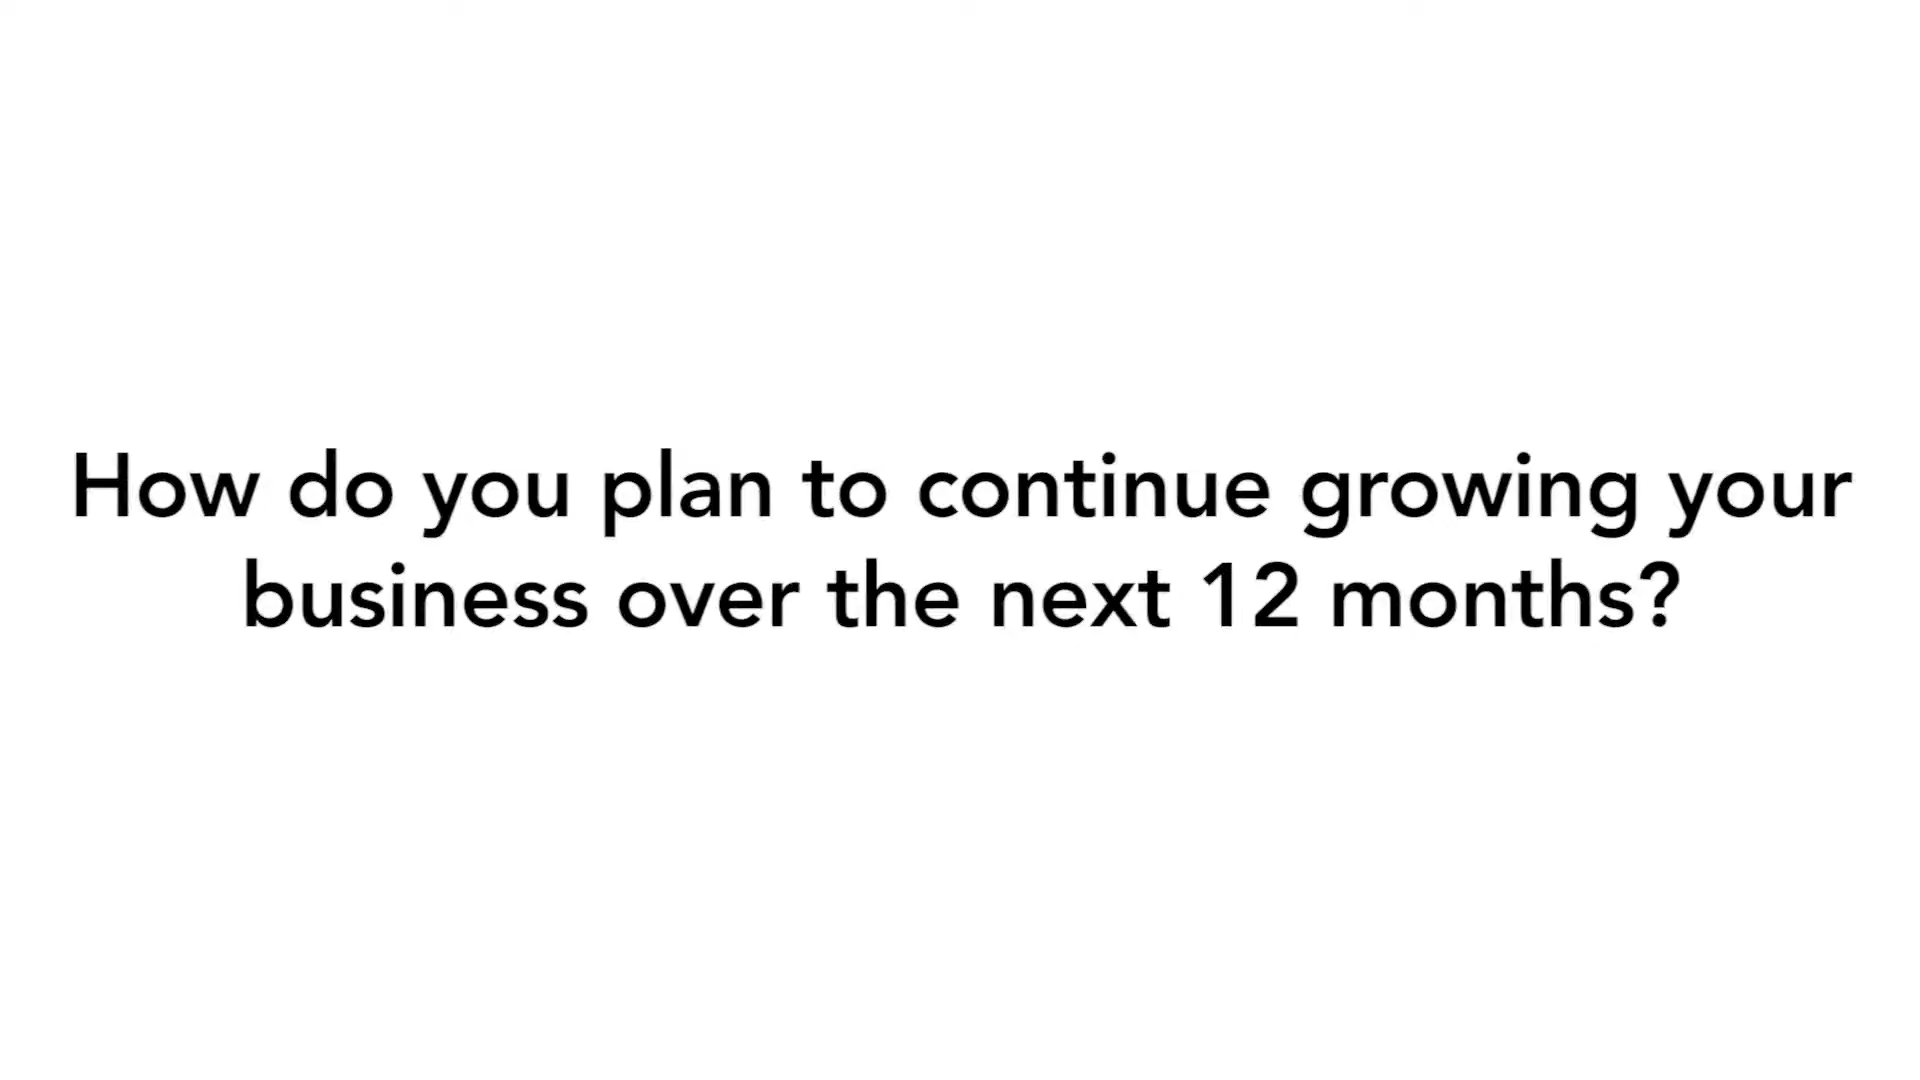 How do you plan to continue growing your
business over the next 12 months?